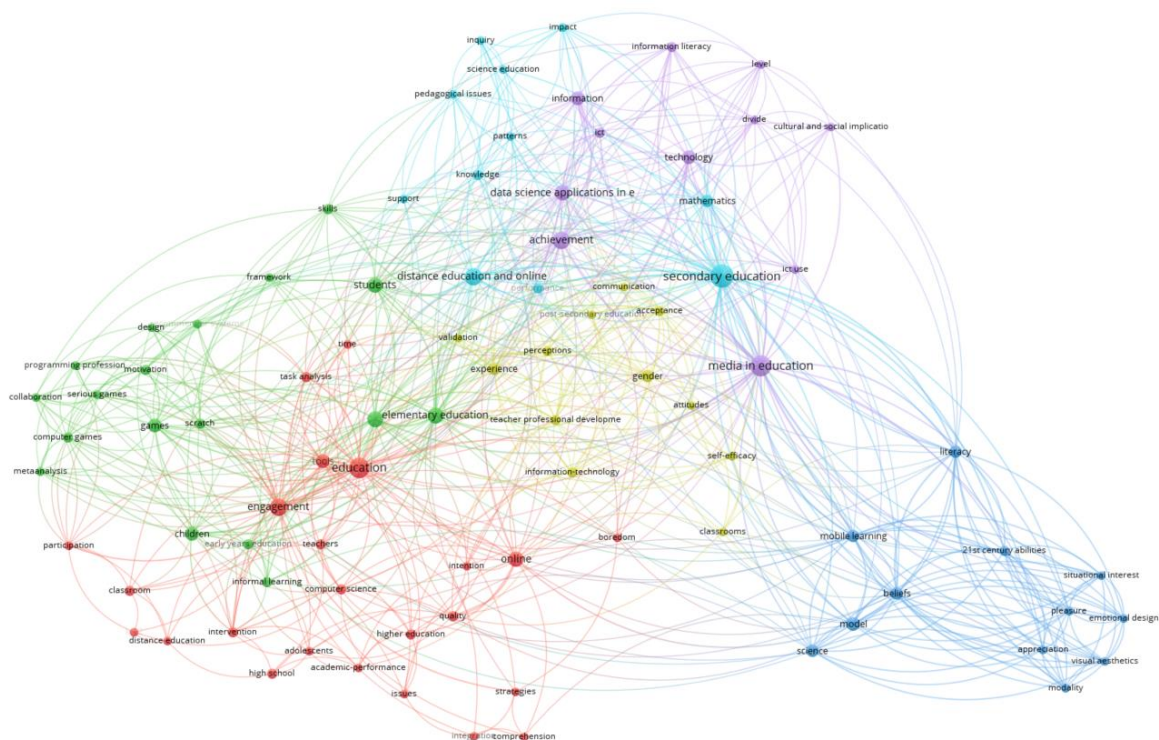 impact
inquiry
information literacy
science education
level
pedagogical issues
information
divide
cultural and social implicatio
ict
patterns
technology
knowledge
data science applications in e
support
mathematics
skills
achievement
ict use
distance education and online
secondary education
framework
students
communication
performance
acceptance
post-secondary education
design
validation
time
perceptions
programming profession
motivation
experience
media in education
task analysis
gender
collaboration
serious games
attitudes
games
scratch
elementary education
teacher professional developme
computer games
literacy
self-efficacy
metaanalysis
tools
education
information-technology
engagement
children
classrooms
mobile learning
boredom
participation
early years education
teachers
21st century abilities
online
intention
situational interest
informal learning
computer science
classroom
beliefs
pleasure
emotional design
quality
model
intervention
higher education
distance education
adolescents
science
appreciation
visual aesthetics
high school
academic-performance
modality
issues
strategies
integration
comprehension